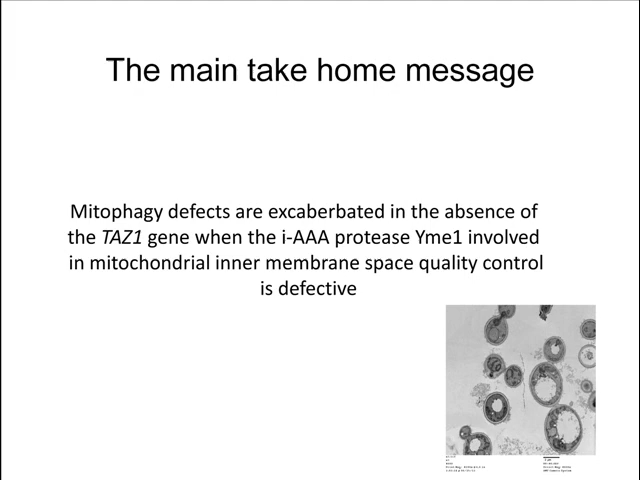 The main take home message
Mitophagy defects are excaberbated in the absence of
the TAZ1 gene when the i-AAA protease Yme1 involved
in mitochondrial inner membrane space quality control
is defective